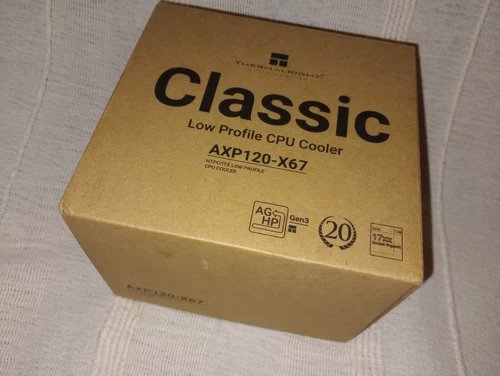 THERMALRIGHT
Classic
Low Profile CPU Cooler
AXP120-X67
HTPC/ITX LOW PROFILE
CPU COOLER
AG
HP
Gen3
20
17XXX
AXP120-X67